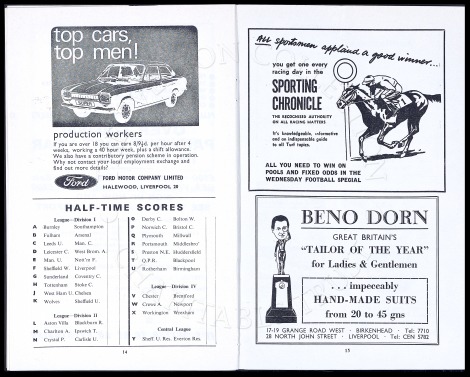 top cars,
top men!
production workers
If you are over 18 you can earn 8/9½d. per hour after 4
weeks, working a 40 hour week, plus a shift allowance.
We also have a contributory pension scheme in operation.
Why not contact your local employment exchange and
find out more details?
Ford
FORD MOTOR COMPANY LIMITED
HALEWOOD, LIVERPOOL 28
HALF-TIME SCORES
League—Division I
A Burnley Southampton
B Fulham Arsenal
C Leeds U. Man. C.
D Leicester C. West Brom. A.
E Man. U. Nott'm F.
F Sheffield W. Liverpool
G Sunderland Coventry C.
H Tottenham Stoke C.
J West Ham U. Chelsea
K Wolves Sheffield U.
League—Division II
L Aston Villa Blackburn R.
M Charlton A. Ipswich T.
N Crystal P. Carlisle U.
O Derby C. Bolton W.
P Norwich C. Bristol C.
Q Plymouth Millwall
R Portsmouth Middlesbro'
S Preston N.E. Huddersfield
T Q.P.R. Blackpool
U Rotherham Birmingham
League—Division IV
V Chester Brentford
W Crewe A. Newport
X Workington Wrexham
Central League
Y Sheff. U. Res. Everton Res.
14
All sportsmen applaud a good winner...
you get one every
racing day in the
SPORTING
CHRONICLE
THE RECOGNISED AUTHORITY
ON ALL RACING MATTERS
It's knowledgeable, informative
and an indispensable guide
to all Turf topics.
ALL YOU NEED TO WIN ON
POOLS AND FIXED ODDS IN THE
WEDNESDAY FOOTBALL SPECIAL
BENO DORN
GREAT BRITAIN'S
"TAILOR OF THE YEAR"
for Ladies & Gentlemen
... impeccably
HAND-MADE SUITS
from 20 to 45 gns
17-19 GRANGE ROAD WEST · BIRKENHEAD · Tel: 7710
28 NORTH JOHN STREET · LIVERPOOL · Tel: CEN 5782
15